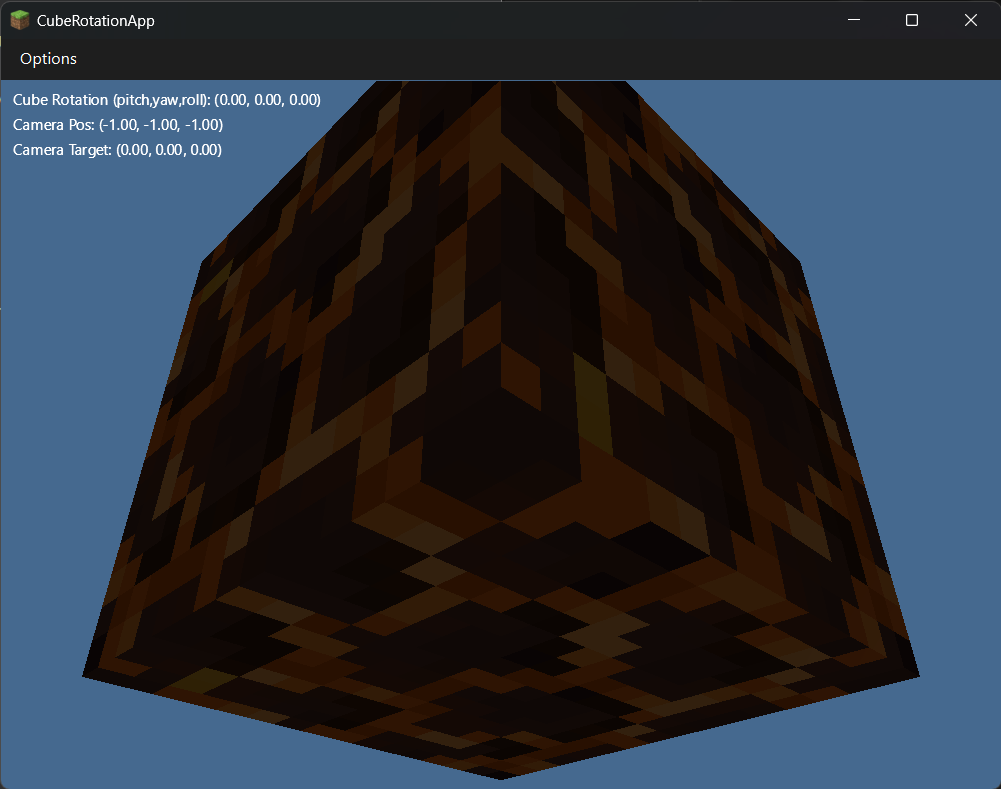 CubeRotationApp
Options
Cube Rotation (pitch,yaw,roll): (0.00, 0.00, 0.00)
Camera Pos: (-1.00, -1.00, -1.00)
Camera Target: (0.00, 0.00, 0.00)